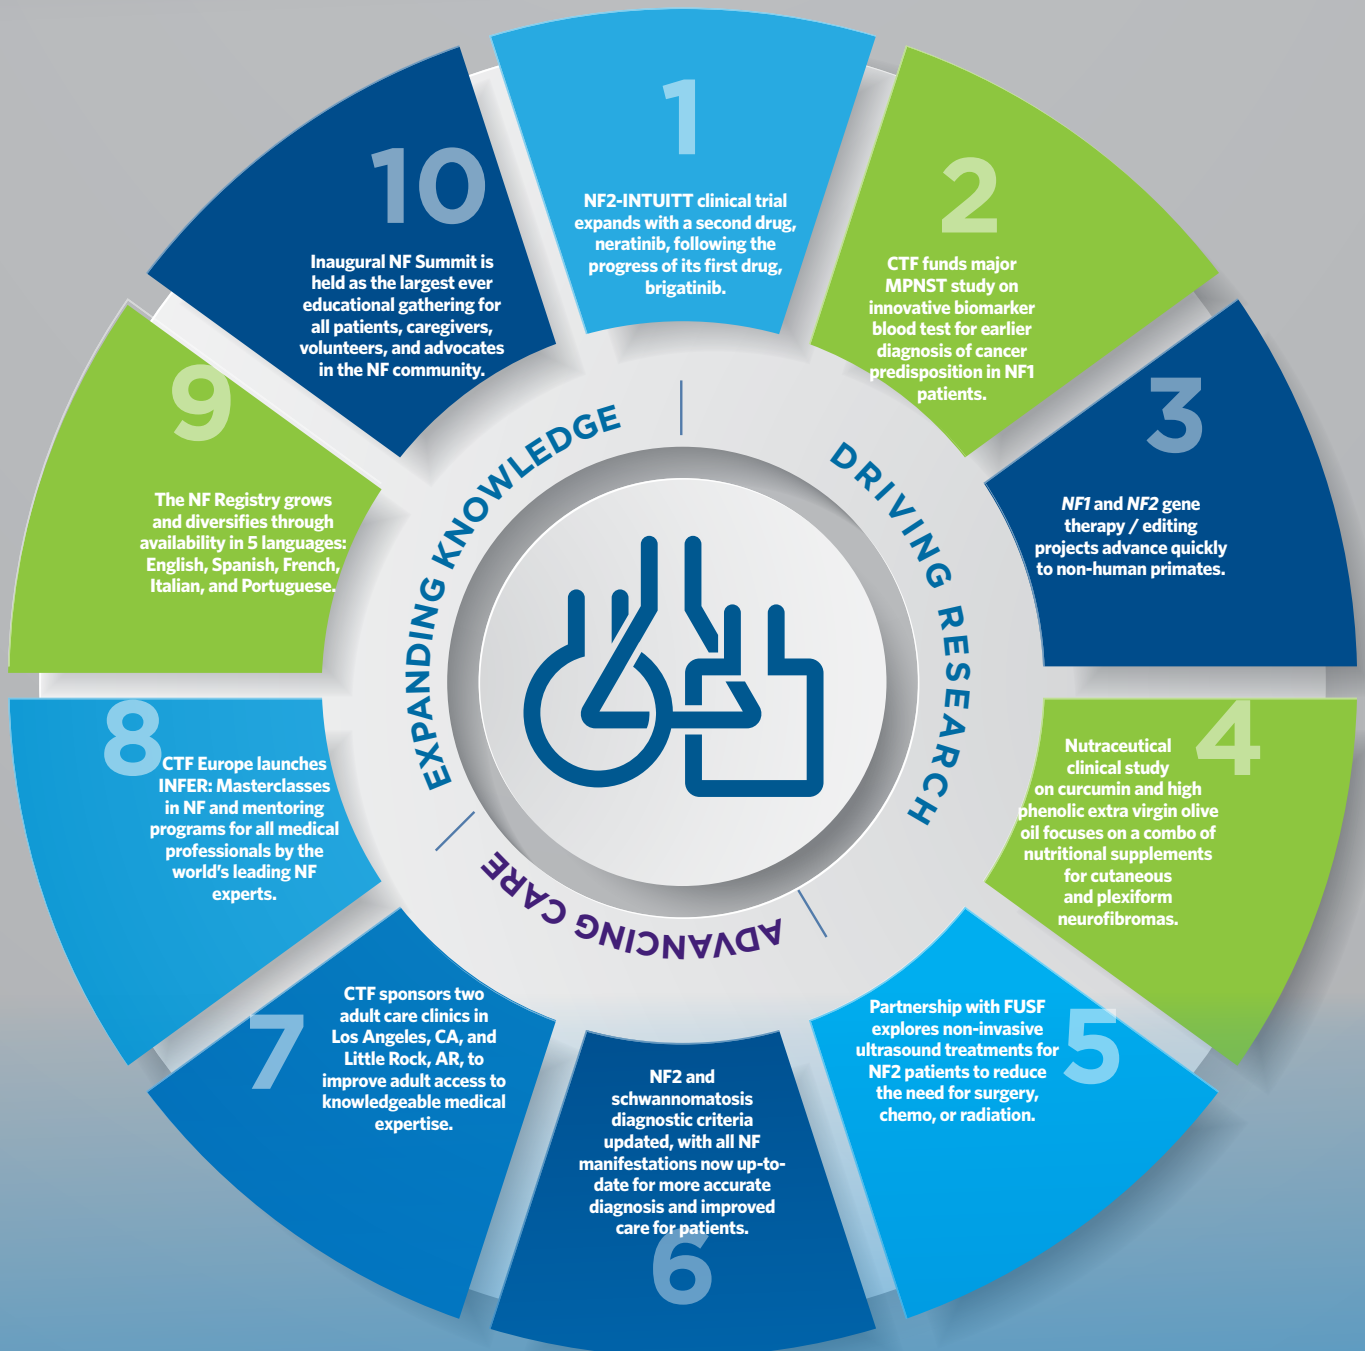 1
NF2-INTUITT clinical trial
expands with a second drug,
neratinib, following the
progress of its first drug,
brigatinib.
2
CTF funds major
MPNST study on
innovative biomarker
blood test for earlier
diagnosis of cancer
predisposition in NF1
patients.
3
NF1 and NF2 gene
therapy / editing
projects advance quickly
to non-human primates.
4
Nutraceutical
clinical study
on curcumin and high
phenolic extra virgin olive
oil focuses on a combo of
nutritional supplements
for cutaneous
and plexiform
neurofibromas.
5
Partnership with FUSF
explores non-invasive
ultrasound treatments for
NF2 patients to reduce
the need for surgery,
chemo, or radiation.
6
NF2 and
schwannomatosis
diagnostic criteria
updated, with all NF
manifestations now up-to-
date for more accurate
diagnosis and improved
care for patients.
7
CTF sponsors two
adult care clinics in
Los Angeles, CA, and
Little Rock, AR, to
improve adult access to
knowledgeable medical
expertise.
8
CTF Europe launches
INFER: Masterclasses
in NF and mentoring
programs for all medical
professionals by the
world's leading NF
experts.
9
The NF Registry grows
and diversifies through
availability in 5 languages:
English, Spanish, French,
Italian, and Portuguese.
10
Inaugural NF Summit is
held as the largest ever
educational gathering for
all patients, caregivers,
volunteers, and advocates
in the NF community.
DRIVING RESEARCH
ADVANCING CARE
EXPANDING KNOWLEDGE